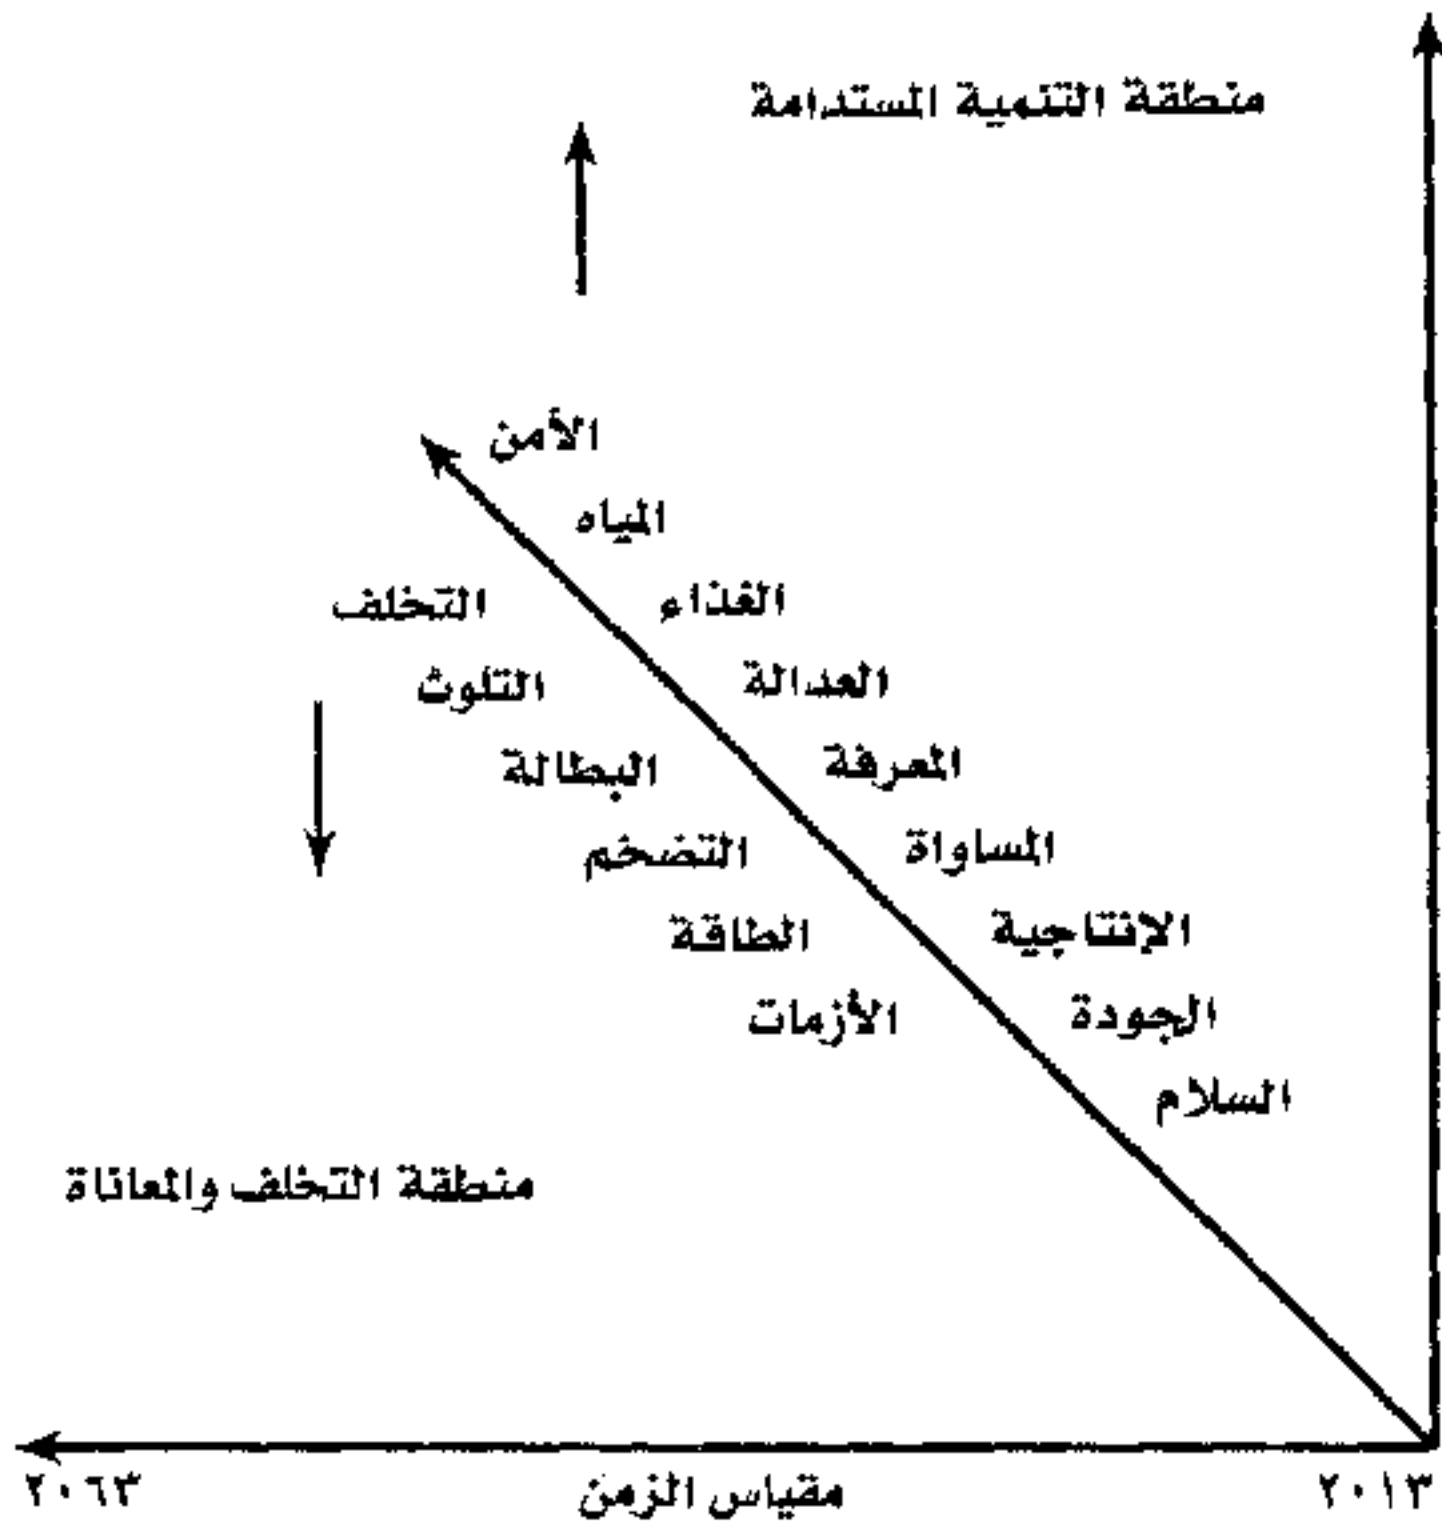 منطقة التنمية المستدامة
الأمن
المياه
الغذاء
العدالة
المعرفة
المساواة
الإنتاجية
الجودة
السلام
التخلف
التلوث
البطالة
التضخم
الطاقة
الأزمات
منطقة التخلف والمعاناة
٢٠١٣
مقياس الزمن
٢٠٦٣